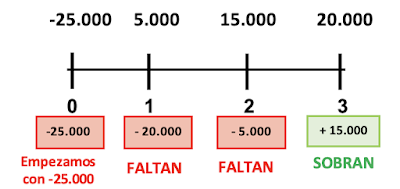 -25.000 5.000 15.000 20.000
0 1 2 3
-25.000 - 20.000 - 5.000 + 15.000
Empezamos FALTAN FALTAN SOBRAN
con -25.000